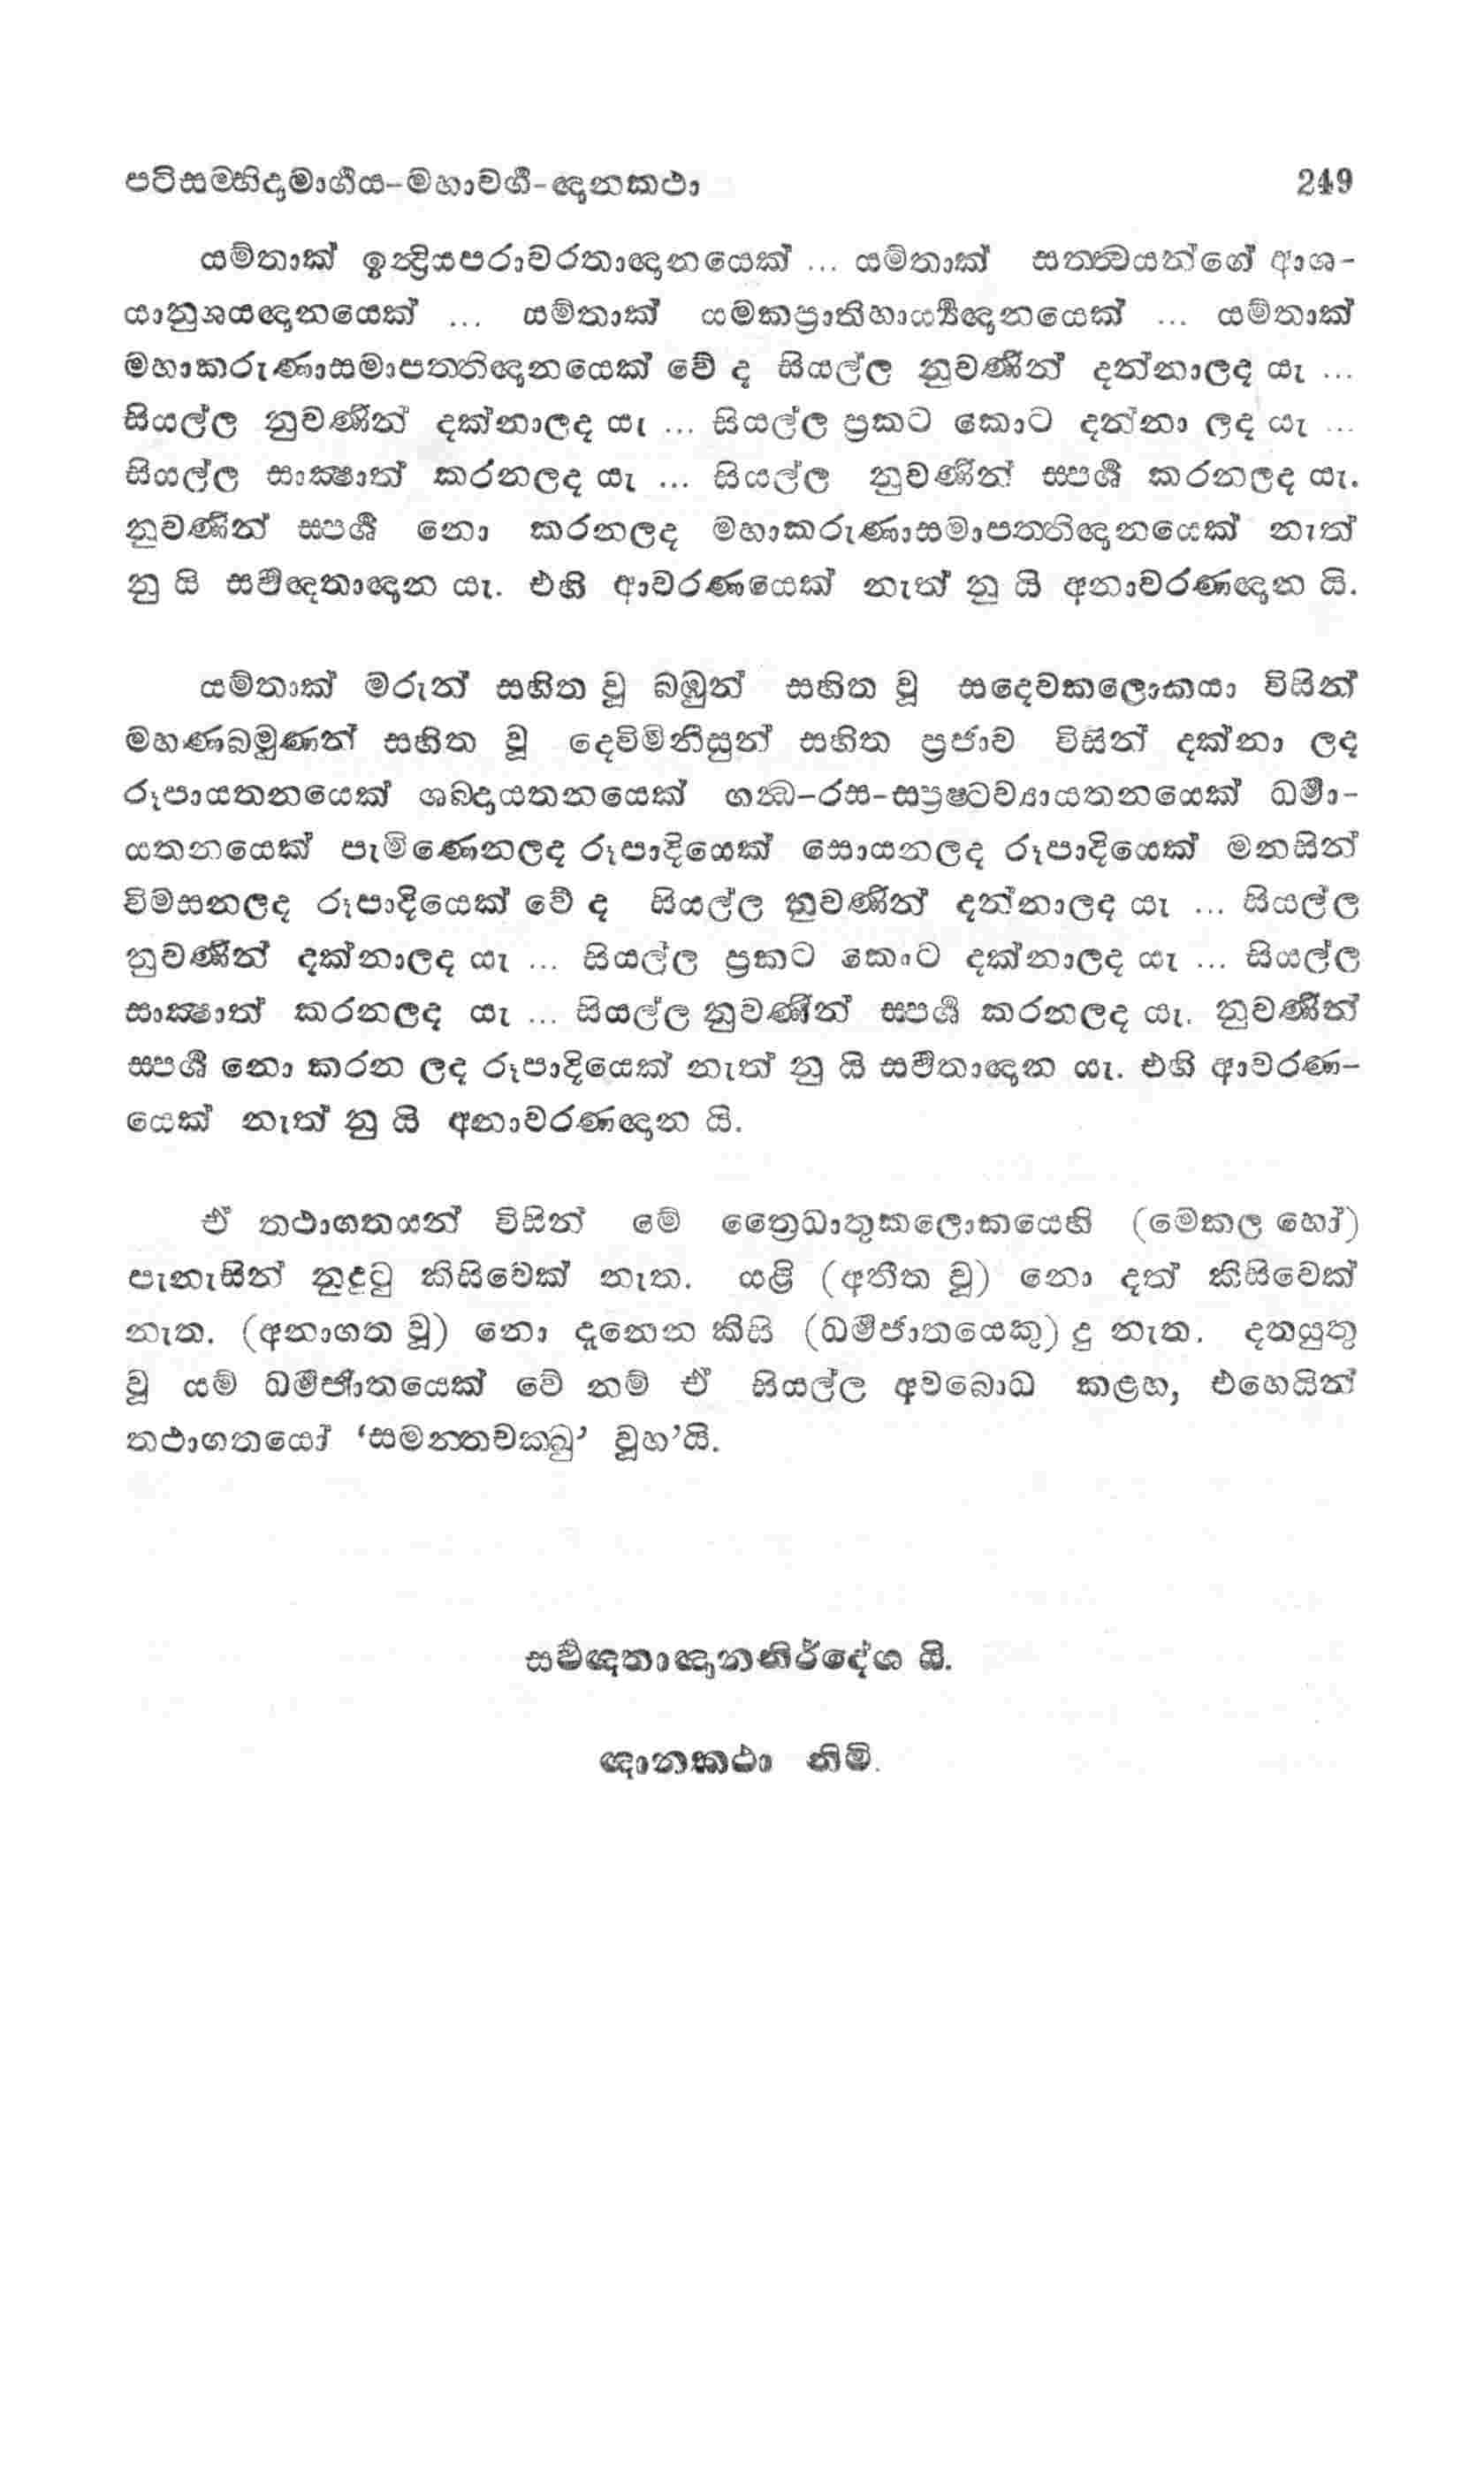 පටිසම්භිදාමාර්ගය-මහාවර්ග-ඥානකථා 249
යම්තාක් ඉන්ද්‍රියපරාවරතාඥානයෙක් ... යම්තාක් සත්ත්වයන්ගේ ආශ-
යානුශයඥානයෙක් ... යම්තාක් යමකප්‍රාතිහාර්ය්‍යඥානයෙක් ... යම්තාක්
මහාකරුණාසමාපත්තිඥානයෙක් වේ ද සියල්ල නුවණින් දන්නාලද යැ ...
සියල්ල නුවණින් දක්නාලද යැ ... සියල්ල ප්‍රකට කොට දන්නා ලද යැ ...
සියල්ල සාක්‍ෂාත් කරනලද යැ ... සියල්ල නුවණින් ස්පර්‍ශ කරනලද යැ.
නුවණින් ස්පර්‍ශ නො කරනලද මහාකරුණාසමාපත්තිඥානයෙක් නැත්
නු යි සර්‍වඥතාඥාන යැ. එහි ආවරණයෙක් නැත් නු යි අනාවරණඥාන යි.
යම්තාක් මරුන් සහිත වූ බඹුන් සහිත වූ සදෙවකලොකයා විසින්
මහණබමුණන් සහිත වූ දෙවිමිනිසුන් සහිත ප්‍රජාව විසින් දක්නා ලද
රූපායතනයෙක් ශබ්දායතනයෙක් ගන්ධ-රස-සප්‍රෂ්ටව්‍යායතනයෙක් ධර්‍මා-
යතනයෙක් පැමිණෙනලද රූපාදියෙක් සොයනලද රූපාදියෙක් මනසින්
විමසනලද රූපාදියෙක් වේ ද සියල්ල නුවණින් දන්නාලද යැ ... සියල්ල
නුවණින් දක්නාලද යැ ... සියල්ල ප්‍රකට කොට දක්නාලද යැ ... සියල්ල
සාක්‍ෂාත් කරනලද යැ ... සියල්ල නුවණින් ස්පර්‍ශ කරනලද යැ. නුවණින්
ස්පර්‍ශ නො කරන ලද රූපාදියෙක් නැත් නු යි සර්‍වතාඥාන යැ. එහි ආවරණ-
යෙක් නැත් නු යි අනාවරණඥාන යි.
ඒ තථාගතයන් විසින් මේ ත්‍රෛධාතුකලොකයෙහි (මෙකල හෝ)
පැනැසින් නුදුටු කිසිවෙක් නැත. යළි (අතීත වූ) නො දත් කිසිවෙක්
නැත. (අනාගත වූ) නො දැනෙන කිසි (ධර්‍මජාතයෙකු) දු නැත. දතයුතු
වූ යම් ධර්‍මජාතයෙක් වේ නම් ඒ සියල්ල අවබොධ කළහ, එහෙයින්
තථාගතයෝ ‘සමන්තචක්ඛු’ වූහ’යි.
සර්‍වඥතාඥානනිර්දේශ යි.
ඥානකථා නිමි.